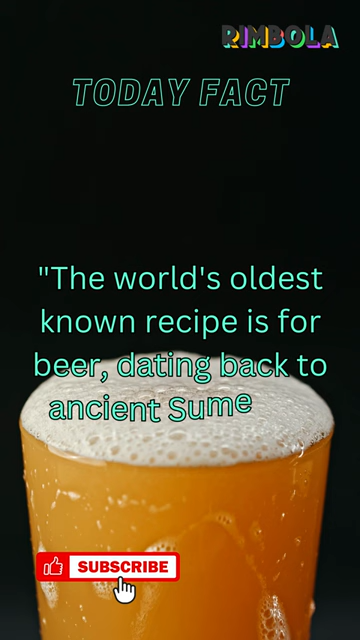 RIMBOLA
TODAY FACT
"The world's oldest
known recipe is for
beer, dating back to
ancient Sume
SUBSCRIBE